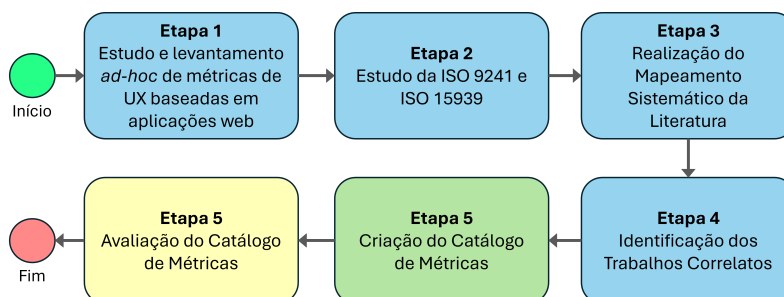 Início
Etapa 1
Estudo e levantamento
ad-hoc de métricas de
UX baseadas em
aplicações web
Etapa 2
Estudo da ISO 9241 e
ISO 15939
Etapa 3
Realização do
Mapeamento
Sistemático da
Literatura
Etapa 4
Identificação dos
Trabalhos Correlatos
Etapa 5
Criação do Catálogo
de Métricas
Etapa 5
Avaliação do Catálogo
de Métricas
Fim